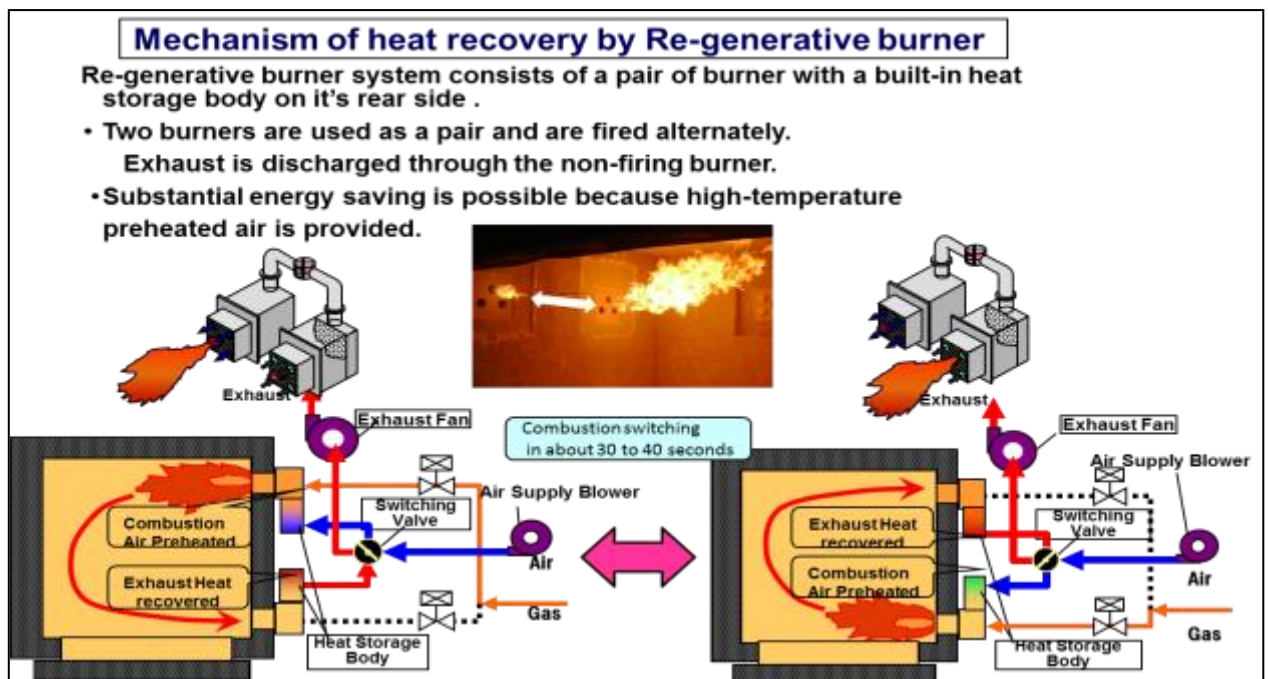 Mechanism of heat recovery by Re-generative burner
Re-generative burner system consists of a pair of burner with a built-in heat
storage body on it's rear side .
• Two burners are used as a pair and are fired alternately.
Exhaust is discharged through the non-firing burner.
•Substantial energy saving is possible because high-temperature
preheated air is provided.
Exhaust
Exhaust Fan
Combustion switching
in about 30 to 40 seconds
Air Supply Blower
Switching
Valve
Combustion
Air Preheated
Air
Exhaust Heat
recovered
Gas
Heat Storage
Body
Exhaust
Exhaust Fan
Air Supply Blower
Switching
Valve
Exhaust Heat
recovered
Combustion
Air Preheated
Air
Gas
Heat Storage
Body